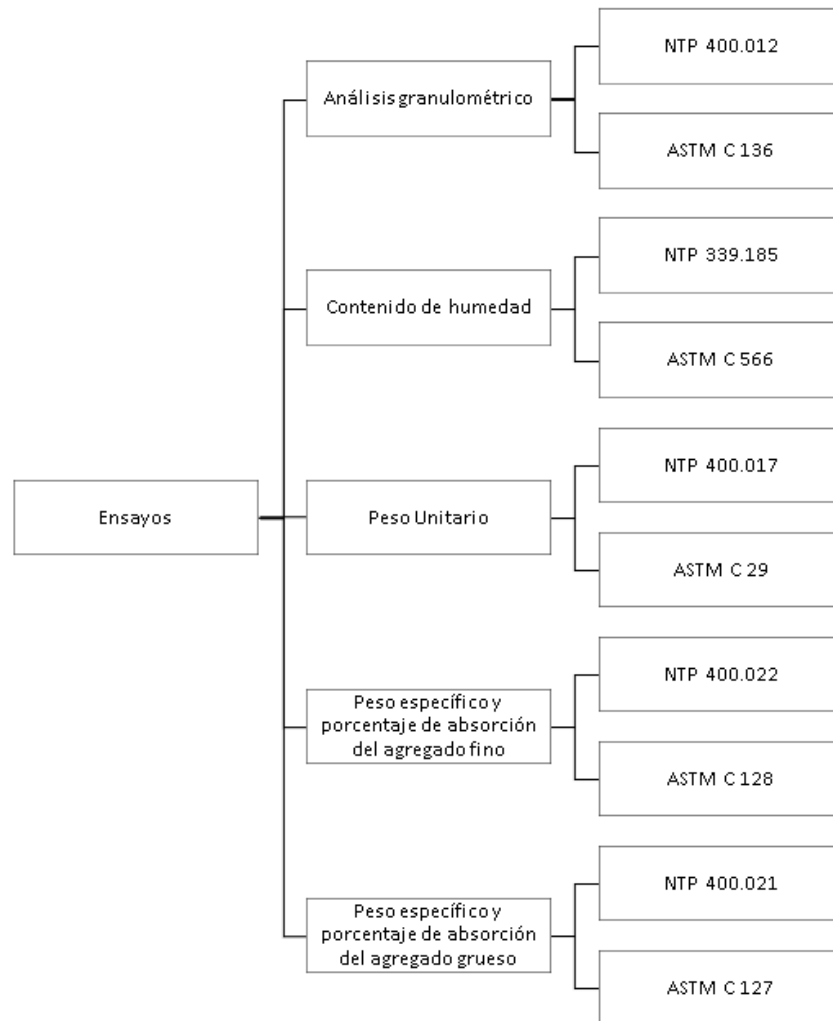 Análisis granulométrico
NTP 400.012
ASTM C 136
Contenido de humedad
NTP 339.185
ASTM C 566
Ensayos
Peso Unitario
NTP 400.017
ASTM C 29
Peso específico y
porcentaje de absorción
del agregado fino
NTP 400.022
ASTM C 128
Peso específico y
porcentaje de absorción
del agregado grueso
NTP 400.021
ASTM C 127